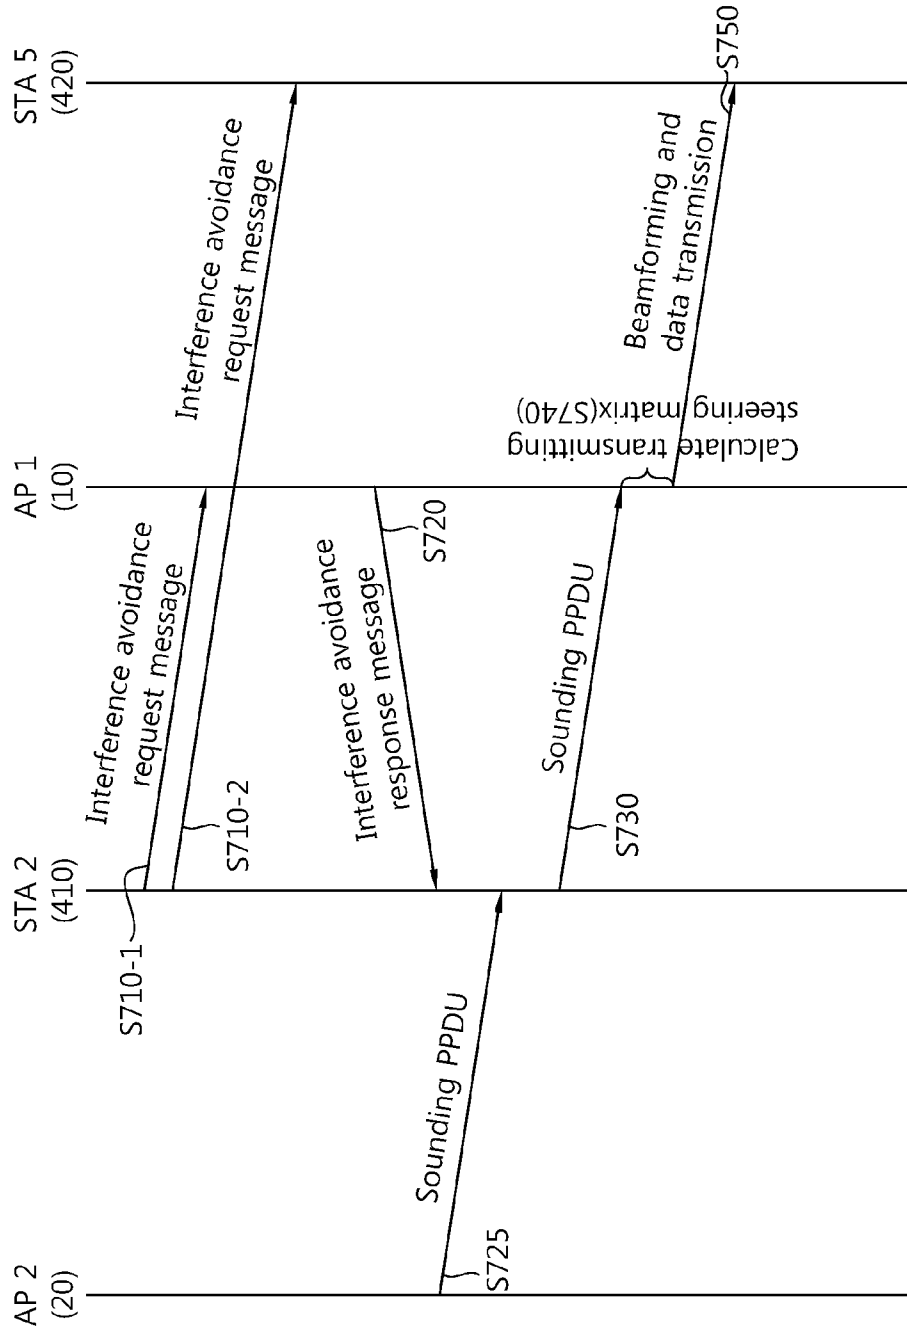 AP 2
(20)
STA 2
(410)
AP 1
(10)
STA 5
(420)
S710-1
Interference avoidance
request message
S710-2
Interference avoidance
request message
Interference avoidance
response message
S720
S725
Sounding PPDU
S730
Sounding PPDU
Calculate transmitting
steering matrix(S740)
Beamforming and
data transmission
S750